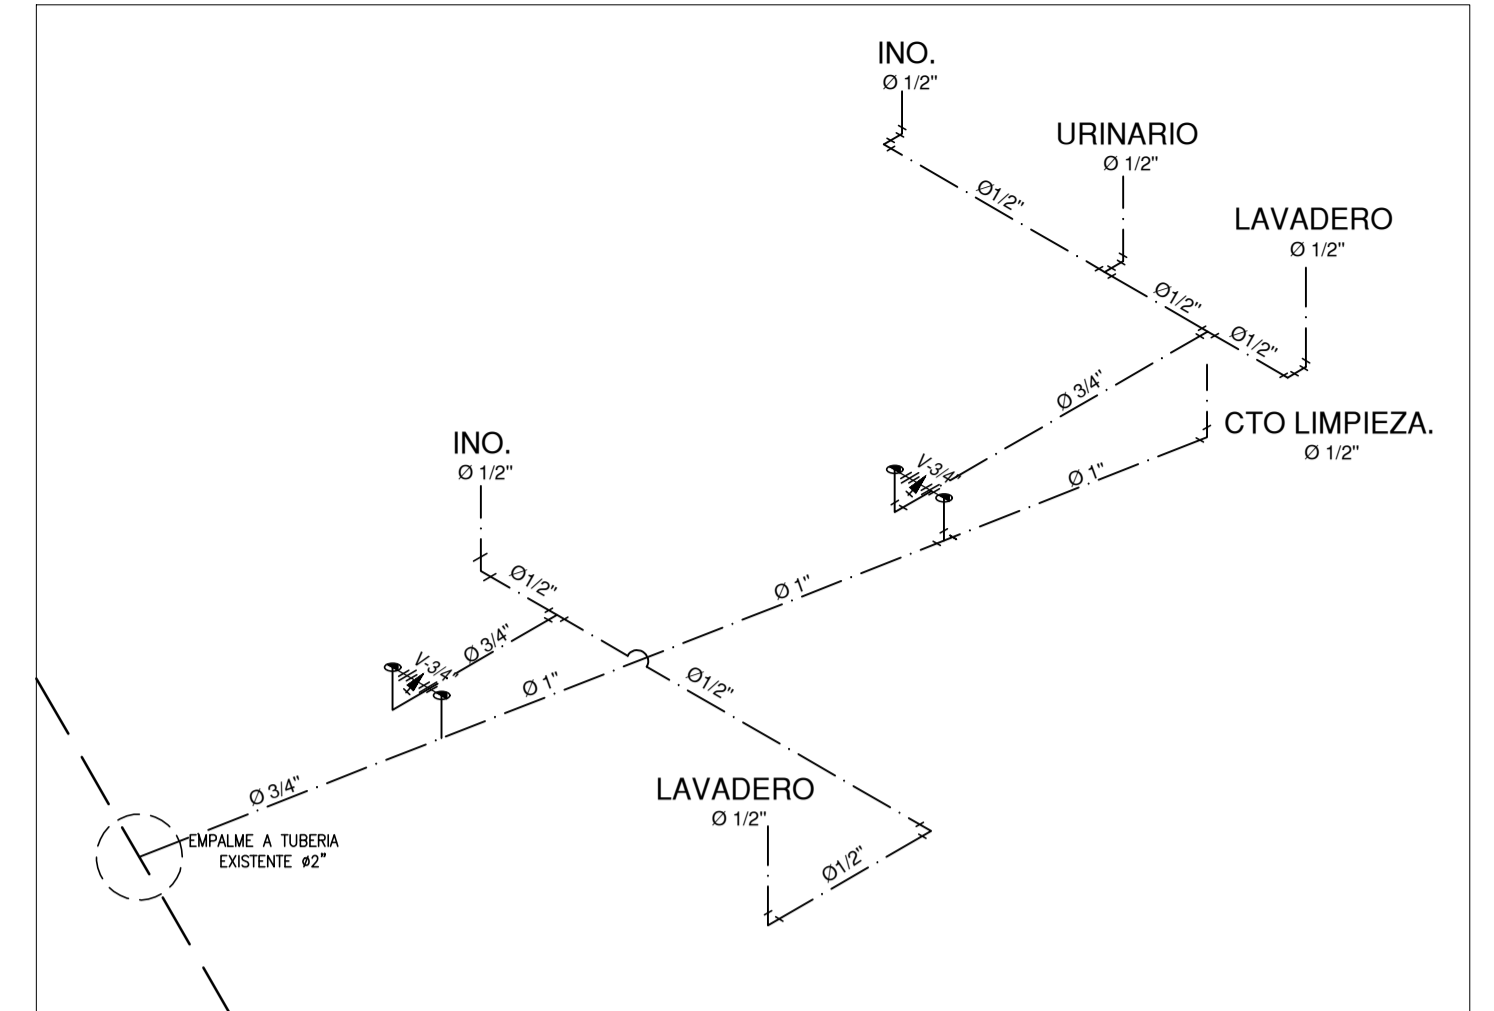 INO.
Ø 1/2"
URINARIO
Ø 1/2"
Ø1/2"
LAVADERO
Ø 1/2"
Ø1/2"
Ø1/2"
Ø 3/4"
CTO LIMPIEZA.
Ø 1/2"
INO.
Ø 1/2"
V-3/4"
Ø 1"
Ø1/2"
Ø 1"
Ø 3/4"
V-3/4"
Ø 1"
Ø1/2"
Ø 3/4"
LAVADERO
Ø 1/2"
EMPALME A TUBERIA
EXISTENTE ø2"
Ø1/2"